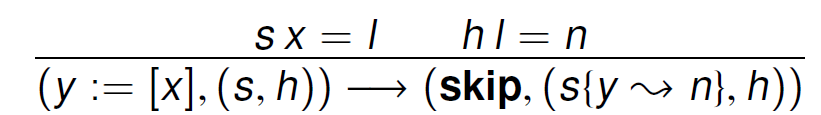 s x = l h l = n
(y := [x], (s, h)) ⟶ (skip, (s{y ⇝ n}, h))